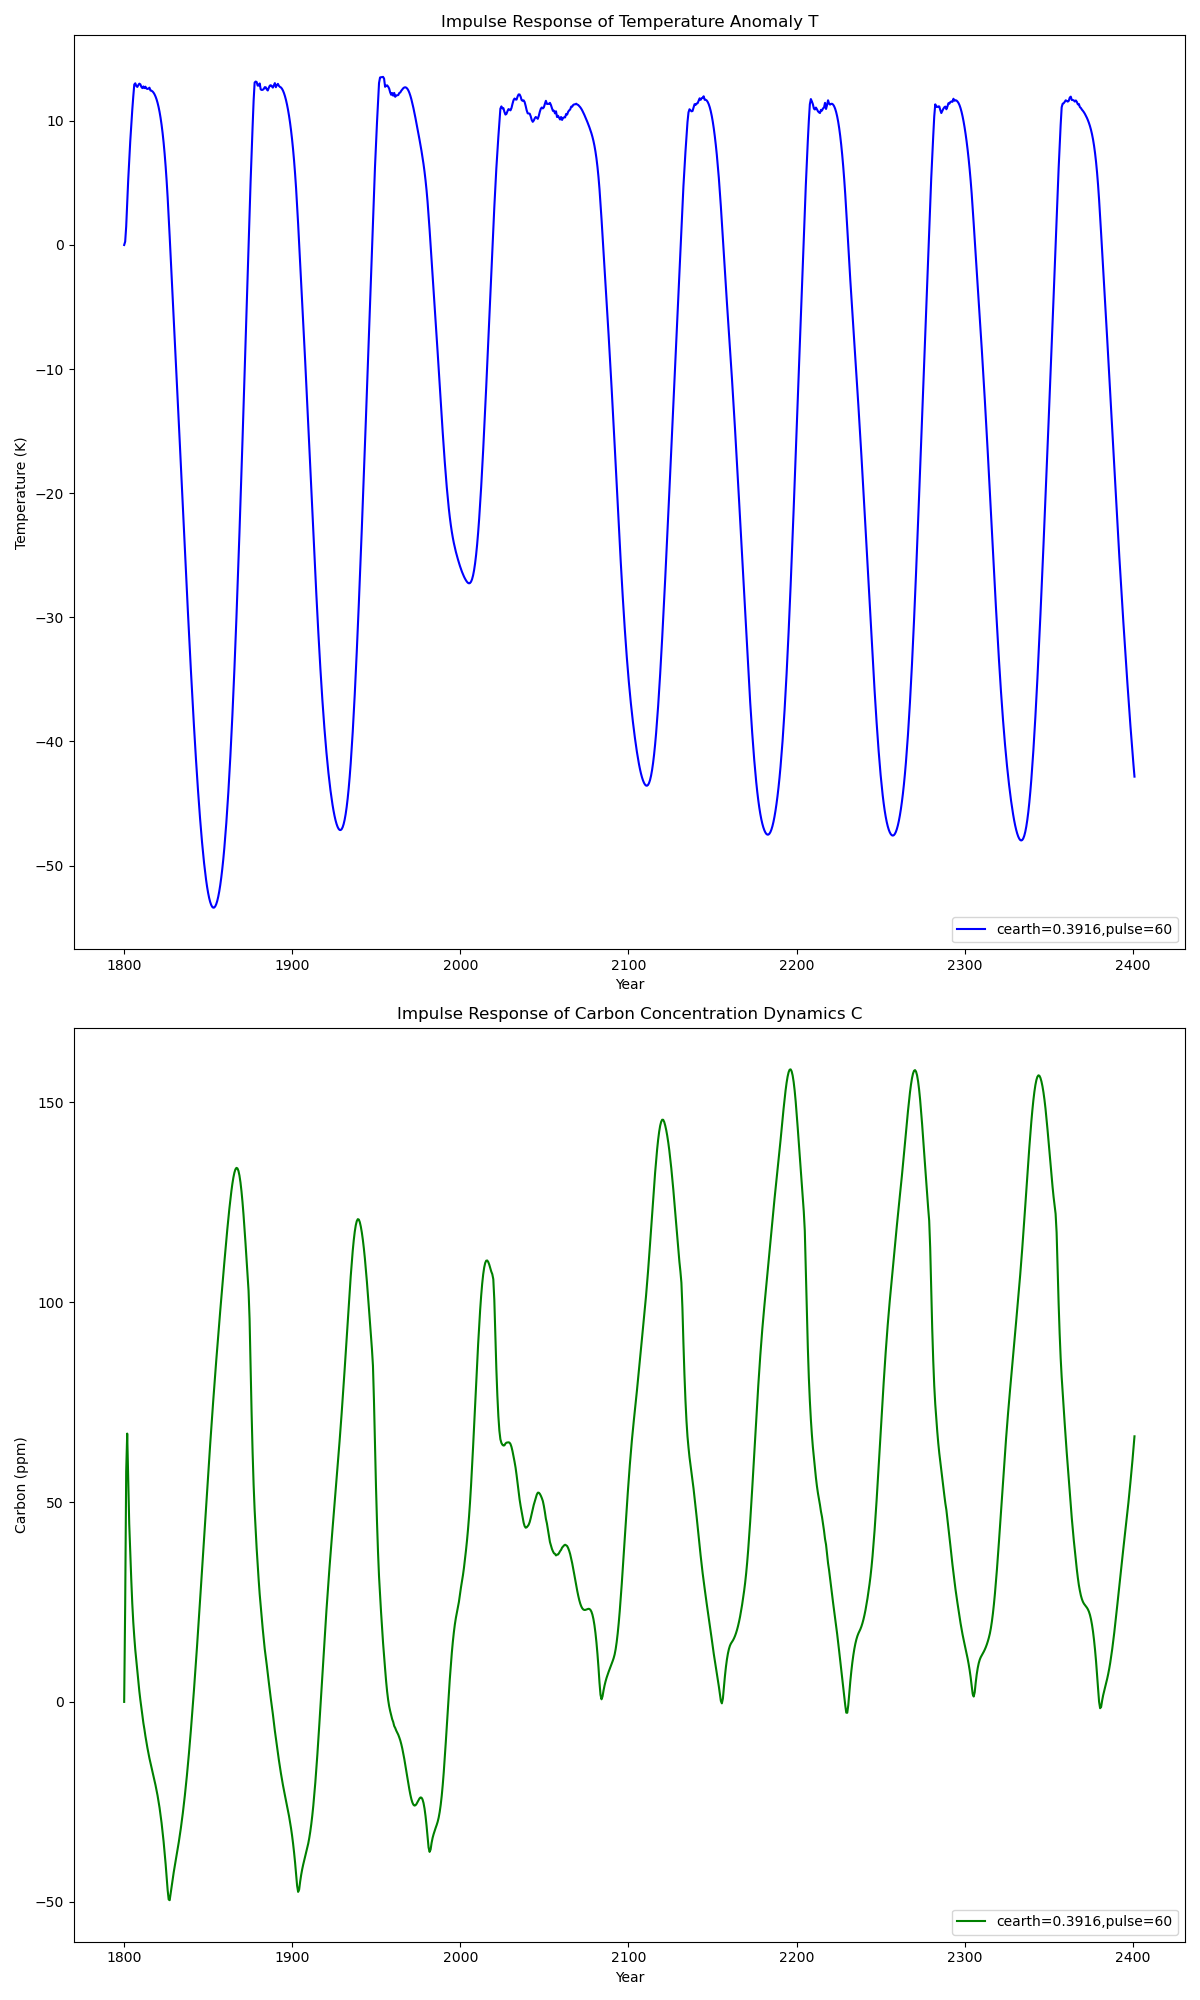 Impulse Response of Temperature Anomaly T
10
0
−10
−20
−30
−40
−50
Temperature (K)
cearth=0.3916,pulse=60
1800 1900 2000 2100 2200 2300 2400
Year
Impulse Response of Carbon Concentration Dynamics C
150
100
50
0
−50
Carbon (ppm)
cearth=0.3916,pulse=60
1800 1900 2000 2100 2200 2300 2400
Year